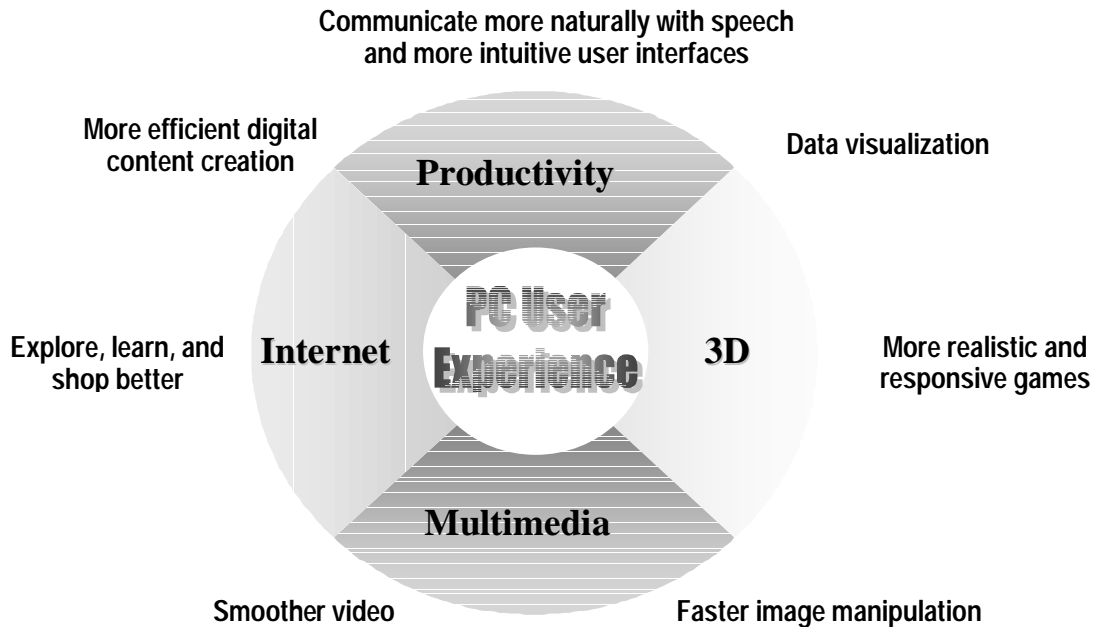 Communicate more naturally with speech
and more intuitive user interfaces
More efficient digital
content creation
Data visualization
Productivity
PC User
Experience
Internet
3D
Explore, learn, and
shop better
More realistic and
responsive games
Multimedia
Smoother video
Faster image manipulation